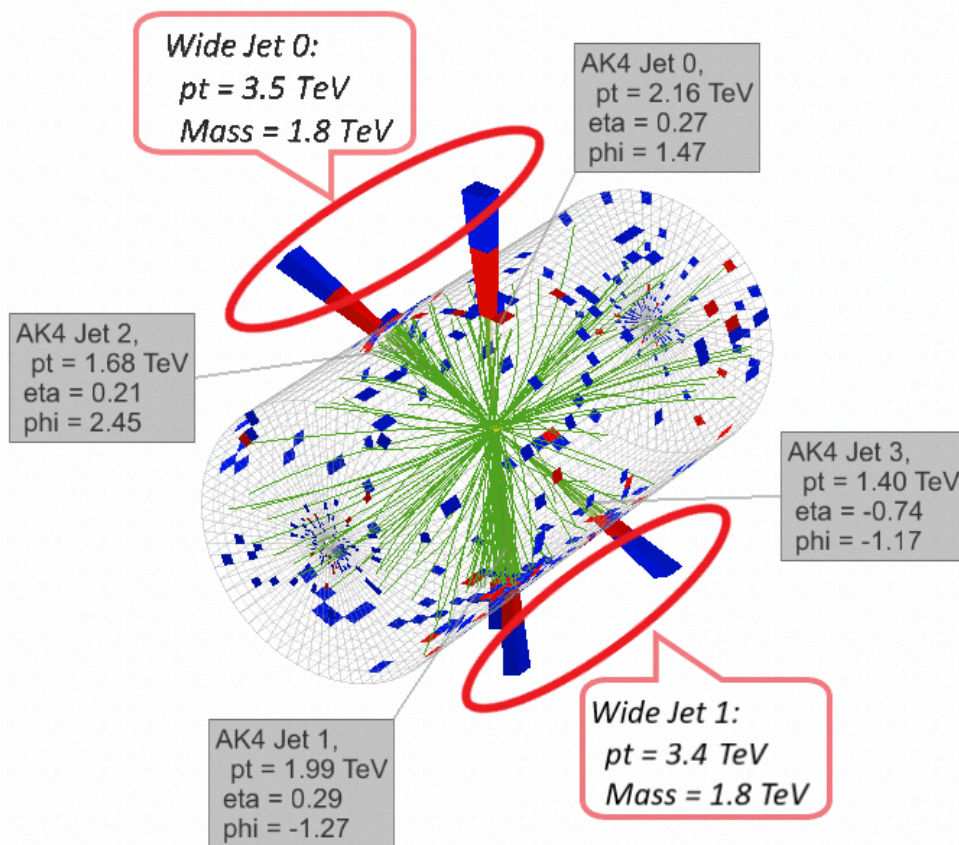 Wide Jet 0:
pt = 3.5 TeV
Mass = 1.8 TeV
AK4 Jet 0,
pt = 2.16 TeV
eta = 0.27
phi = 1.47
AK4 Jet 2,
pt = 1.68 TeV
eta = 0.21
phi = 2.45
AK4 Jet 3,
pt = 1.40 TeV
eta = -0.74
phi = -1.17
Wide Jet 1:
pt = 3.4 TeV
Mass = 1.8 TeV
AK4 Jet 1,
pt = 1.99 TeV
eta = 0.29
phi = -1.27